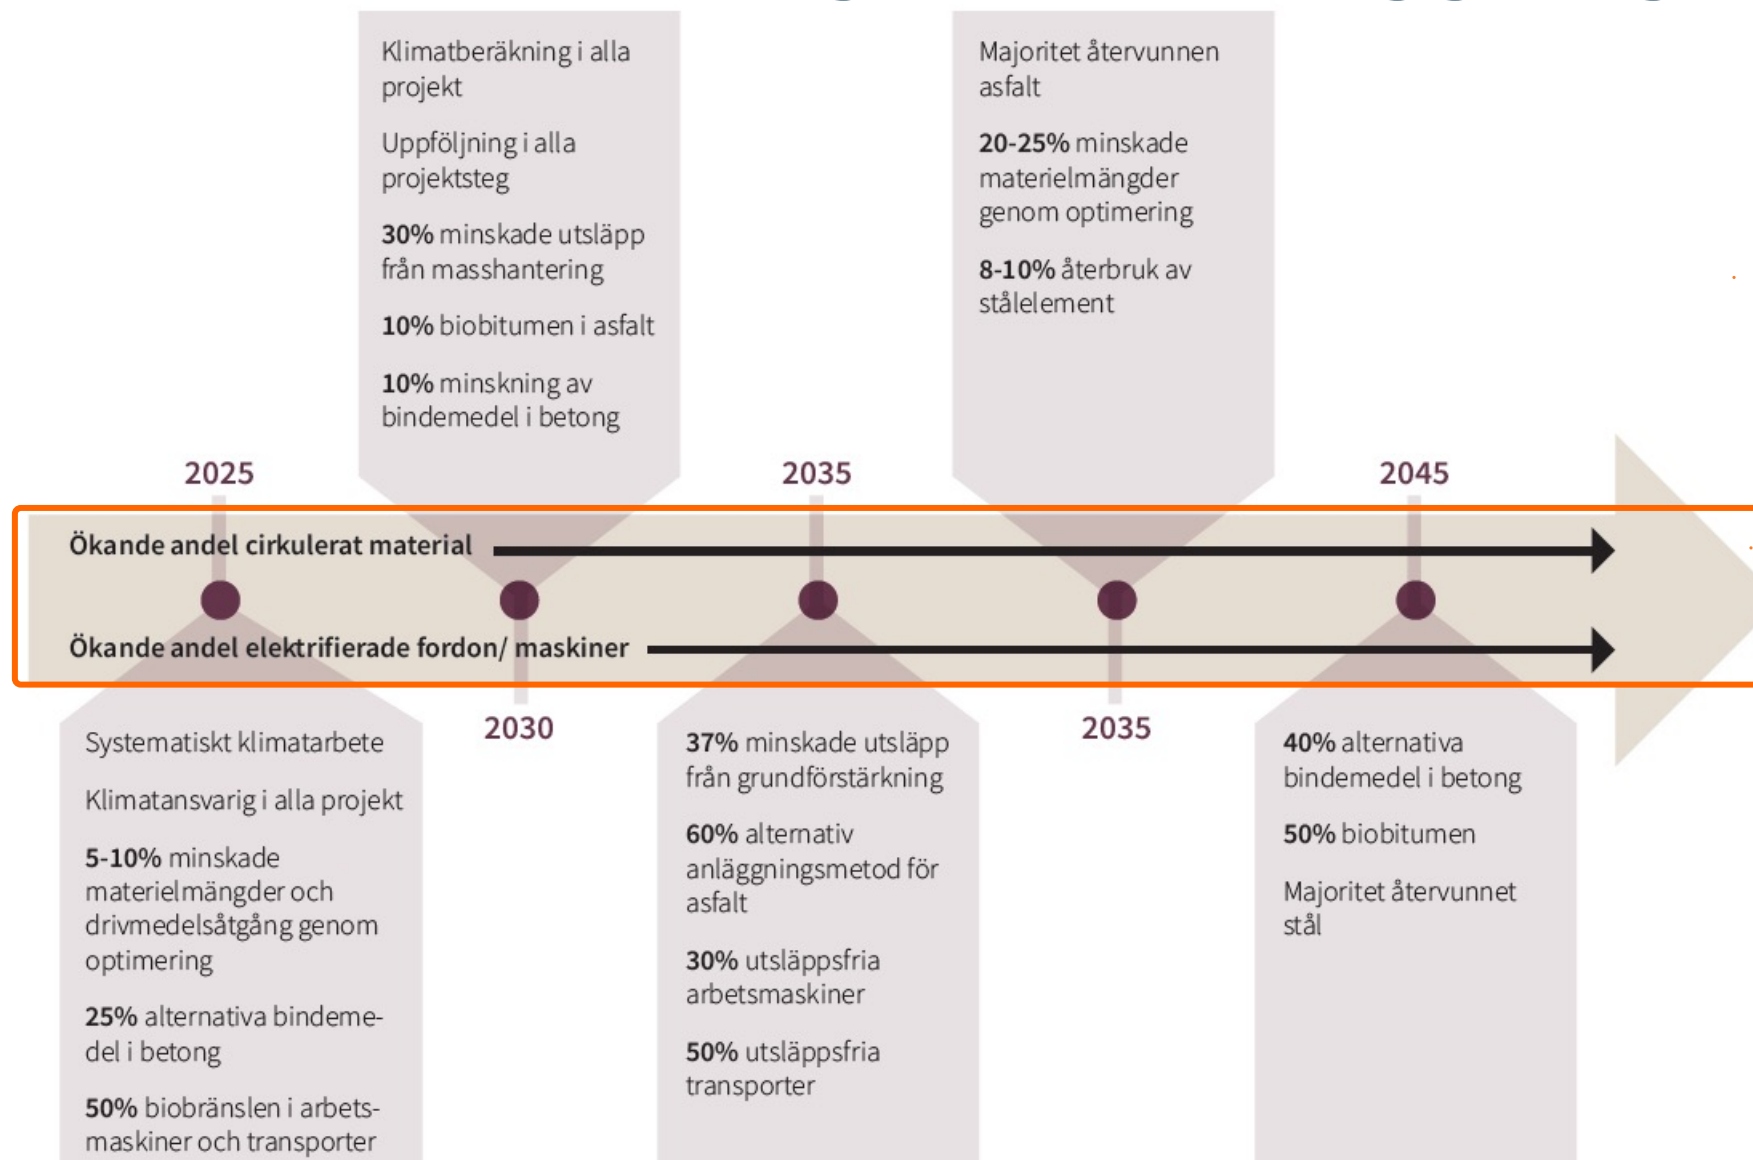 Klimatberäkning i alla
projekt
Uppföljning i alla
projektsteg
30% minskade utsläpp
från masshantering
10% biobitumen i asfalt
10% minskning av
bindemedel i betong
Majoritet återvunnen
asfalt
20-25% minskade
materielmängder
genom optimering
8-10% återbruk av
stålelement
2025
2035
2045
Ökande andel cirkulerat material
Ökande andel elektrifierade fordon/ maskiner
2030
2035
Systematiskt klimatarbete
Klimatansvarig i alla projekt
5-10% minskade
materielmängder och
drivmedelsåtgång genom
optimering
25% alternativa bindeme-
del i betong
50% biobränslen i arbets-
maskiner och transporter
37% minskade utsläpp
från grundförstärkning
60% alternativ
anläggningsmetod för
asfalt
30% utsläppsfria
arbetsmaskiner
50% utsläppsfria
transporter
40% alternativa
bindemedel i betong
50% biobitumen
Majoritet återvunnet
stål